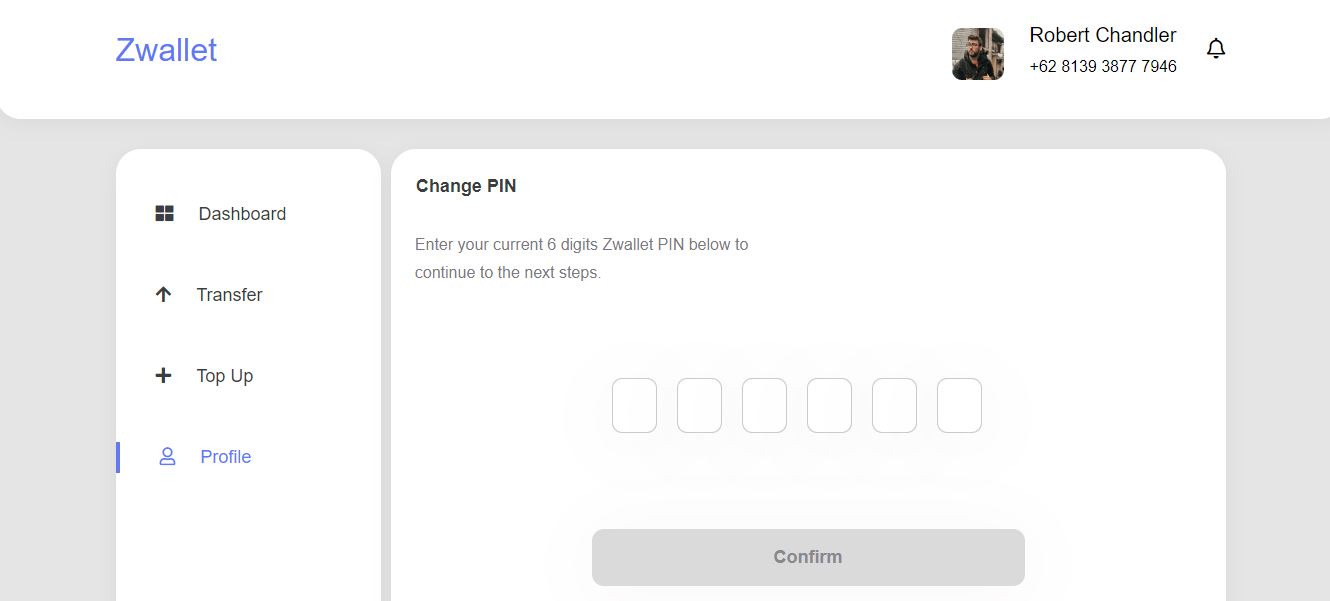 Zwallet
Robert Chandler
+62 8139 3877 7946
Dashboard
Transfer
Top Up
Profile
Change PIN
Enter your current 6 digits Zwallet PIN below to
continue to the next steps.
Confirm